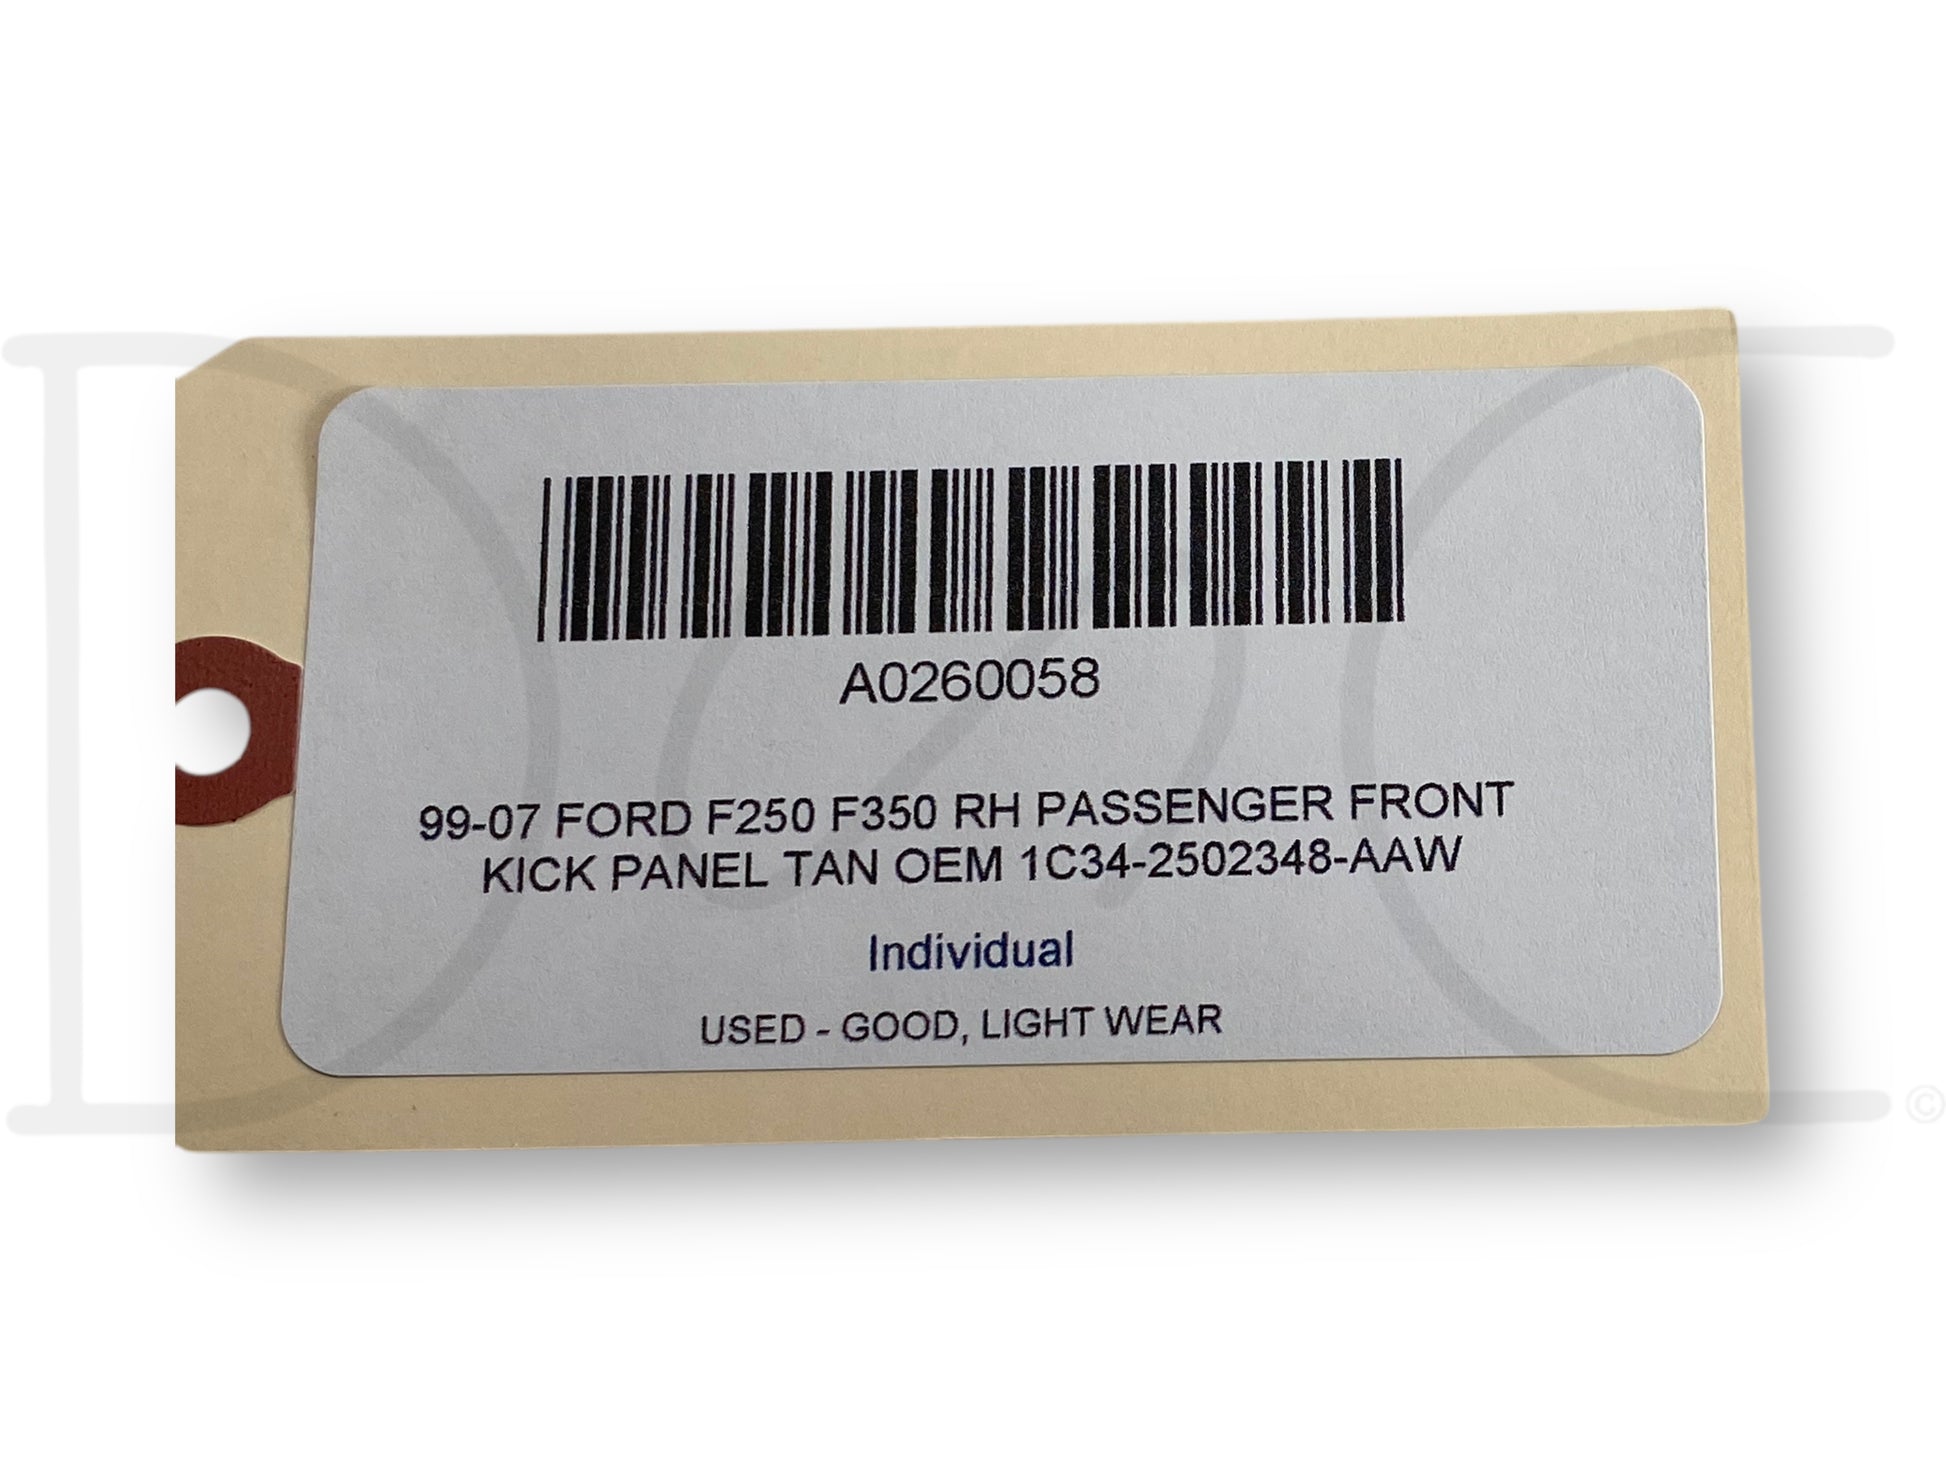 A0260058
99-07 FORD F250 F350 RH PASSENGER FRONT
KICK PANEL TAN OEM 1C34-2502348-AAW
Individual
USED - GOOD, LIGHT WEAR
©